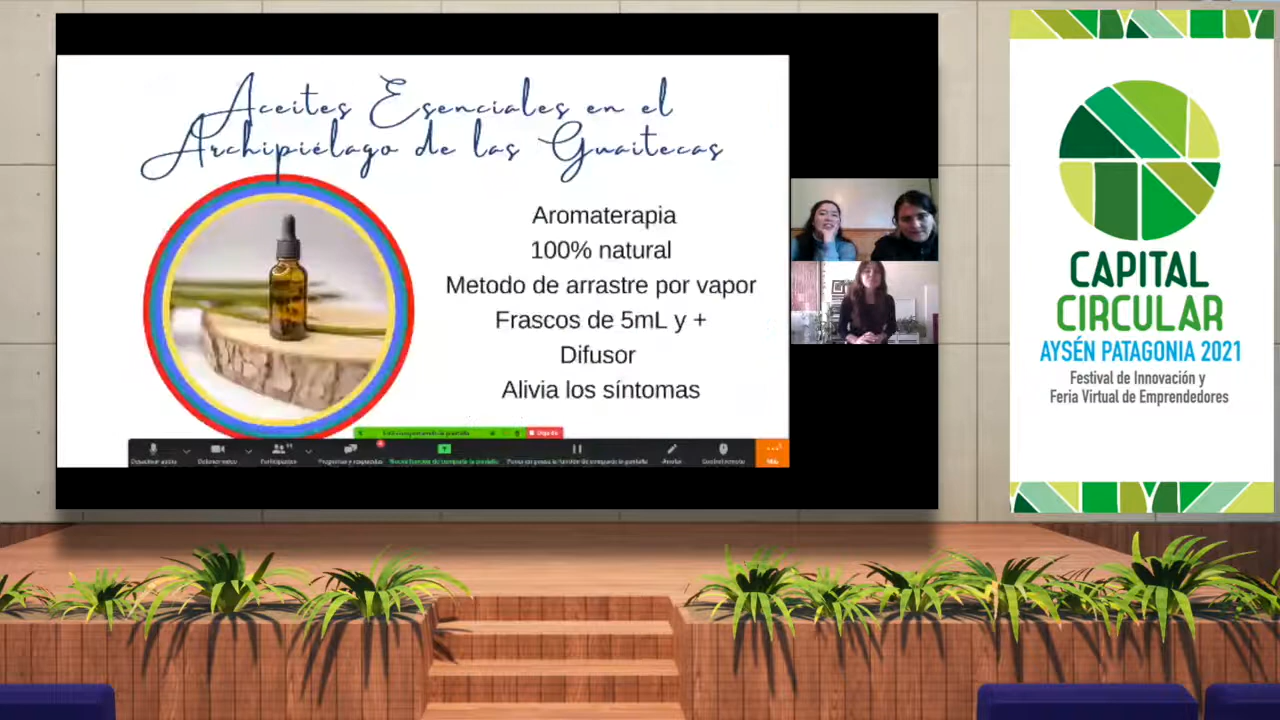 Aceites Esenciales en el
Archipiélago de las Guaitecas
Aromaterapia
100% natural
Metodo de arrastre por vapor
Frascos de 5mL y +
Difusor
Alivia los síntomas
CAPITAL
CIRCULAR
AYSÉN PATAGONIA 2021
Festival de Innovación y
Feria Virtual de Emprendedores